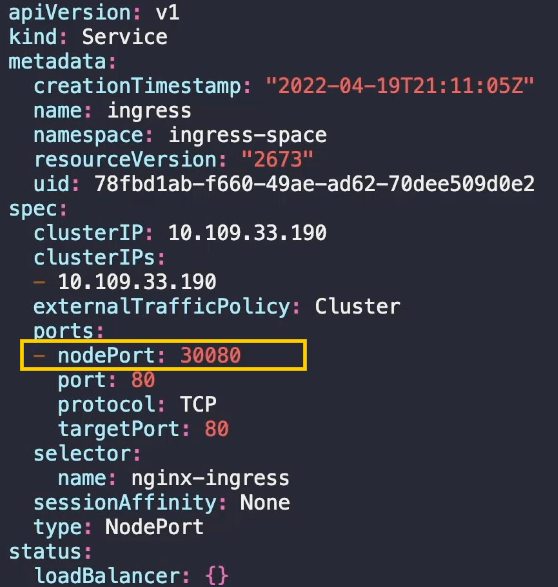 apiVersion: v1
kind: Service
metadata:
  creationTimestamp: "2022-04-19T21:11:05Z"
  name: ingress
  namespace: ingress-space
  resourceVersion: "2673"
  uid: 78fbd1ab-f660-49ae-ad62-70dee509d0e2
spec:
  clusterIP: 10.109.33.190
  clusterIPs:
  - 10.109.33.190
  externalTrafficPolicy: Cluster
  ports:
  - nodePort: 30080
    port: 80
    protocol: TCP
    targetPort: 80
  selector:
    name: nginx-ingress
  sessionAffinity: None
  type: NodePort
status:
  loadBalancer: {}